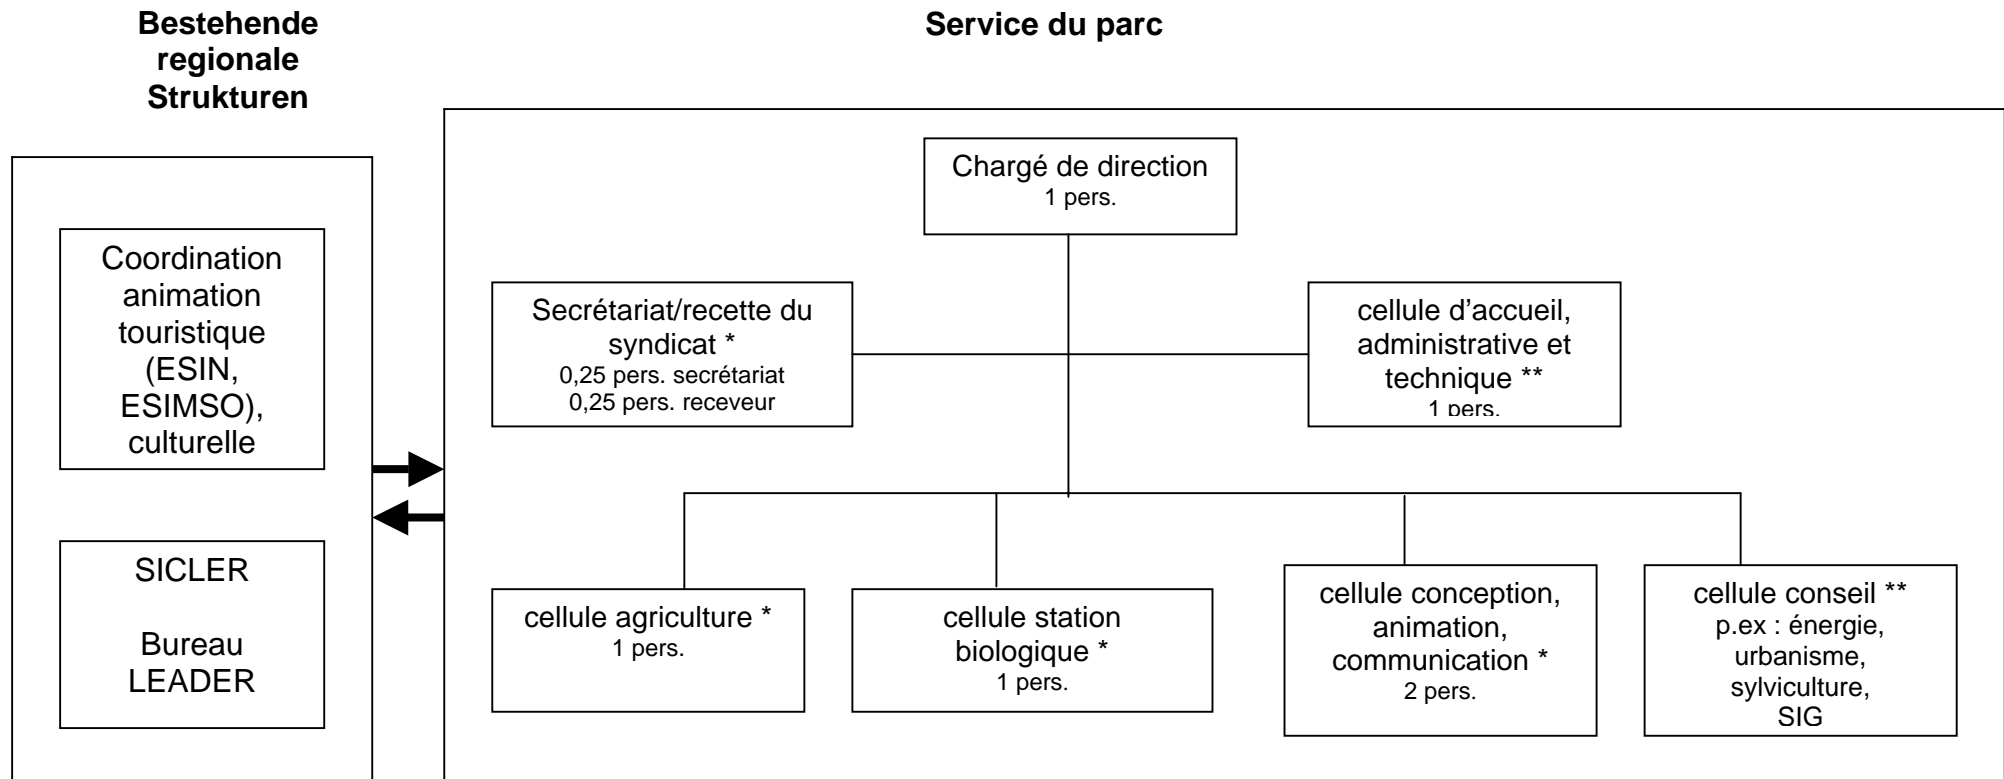 Bestehende
regionale
Strukturen
Service du parc
Coordination
animation
touristique
(ESIN,
ESIMSO),
culturelle
SICLER
Bureau
LEADER
Chargé de direction
1 pers.
Secrétariat/recette du
syndicat *
0,25 pers. secrétariat
0,25 pers. receveur
cellule d'accueil,
administrative et
technique **
1 pers.
cellule agriculture *
1 pers.
cellule station
biologique *
1 pers.
cellule conception,
animation,
communication *
2 pers.
cellule conseil **
p.ex : énergie,
urbanisme,
sylviculture,
SIG